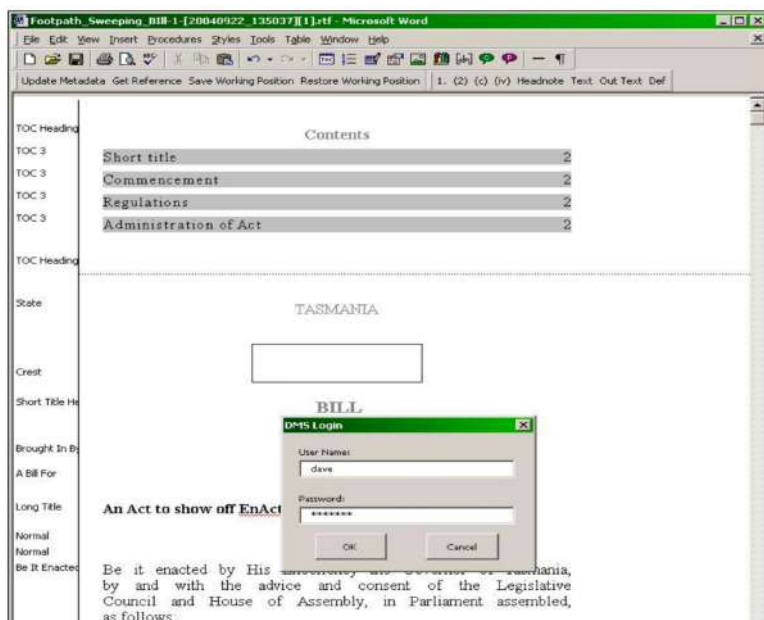 Footpath_Sweeping_Bill-1-[20040922_135037][1].rtf - Microsoft Word
File Edit View Insert Procedures Styles Tools Table Window Help
Update Metadata Get Reference Save Working Position Restore Working Position 1. (2) (c) (iv) Headnote Text Out Text Def
TOC Heading Contents
TOC 3 Short title 2
TOC 3 Commencement 2
TOC 3 Regulations 2
TOC 3 Administration of Act 2
TOC Heading
State TASMANIA
Crest
Short Title He BILL
DMS Login
User Name:
Brought In By
dave
A Bill For
Password:
Long Title An Act to show off EnAct
*******
Normal
OK Cancel
Normal
Be It Enacted Be it enacted by His the Governor of Tasmania,
by and with the advice and consent of the Legislative
Council and House of Assembly, in Parliament assembled,
as follows: